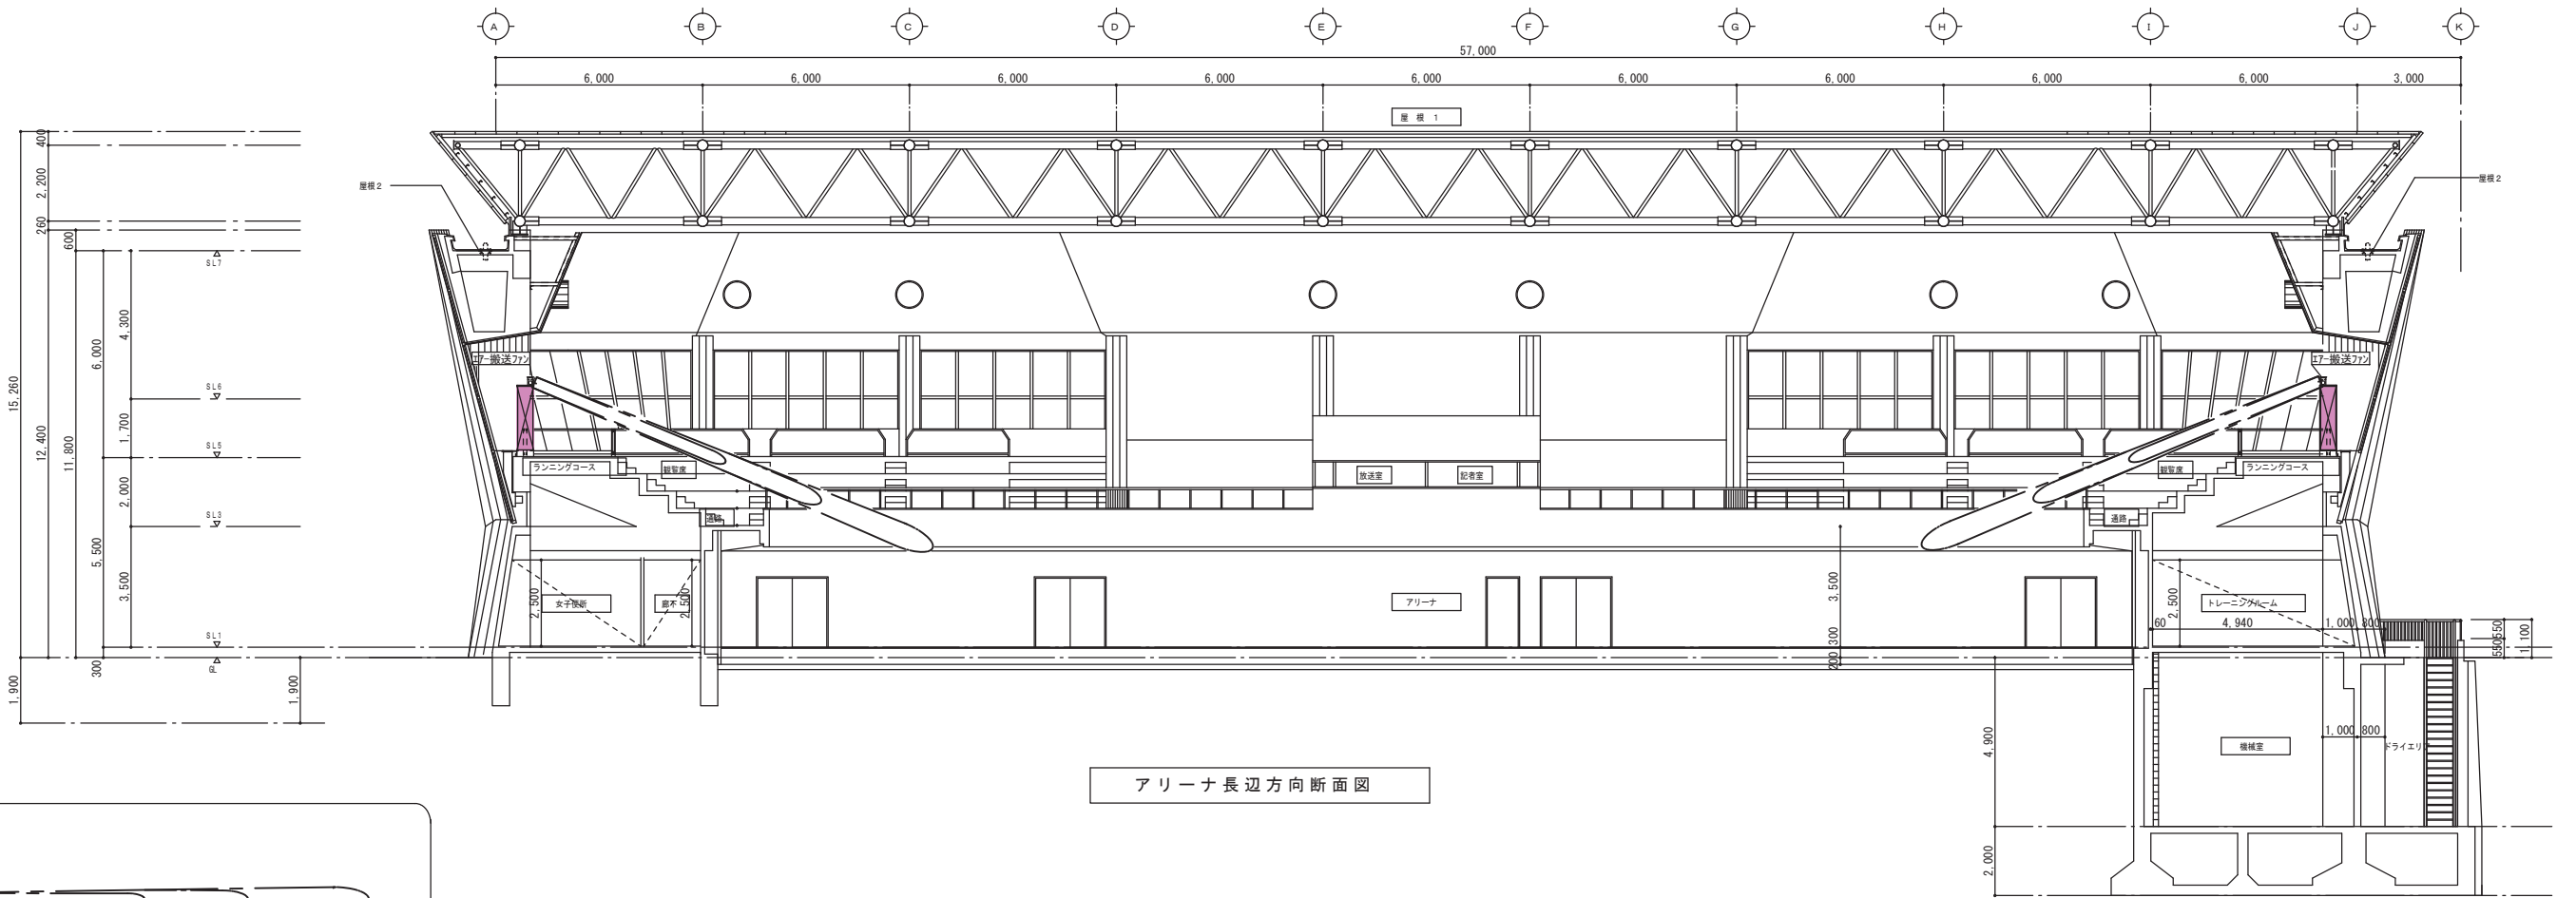 A B C D E F G H I J K
57,000
6,000 6,000 6,000 6,000 6,000 6,000 6,000 6,000 6,000 3,000
屋 根 1
屋根2
屋根2
400
2,200
260
600
SL7
4,300
6,000
エアー搬送ファン
エアー搬送ファン
SL6
15,260
12,400
11,800
1,700
SL5
ランニングコース
観覧席
放送室
記者室
観覧席
ランニングコース
2,000
通路
通路
SL3
5,500
3,500
2,500
女子便所
廊下
2,500
アリーナ
3,500
2,500
トレーニングルーム
60 4,940 1,000 800
550
550
1,100
SL1
GL
300
300
200
1,900
1,900
4,900
機械室
1,000 800
ドライエリア
アリーナ長辺方向断面図
2,000